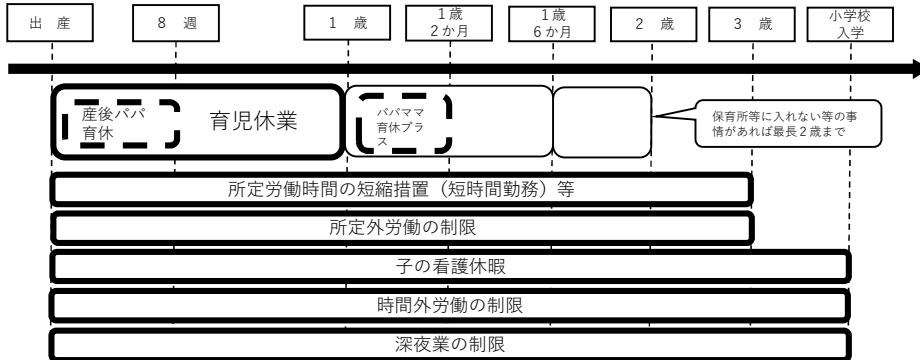 出 産
8 週
1 歳
1歳
2か月
1歳
6か月
2 歳
3 歳
小学校
入学
産後パパ
育休
育児休業
パパママ
育休プラ
ス
保育所等に入れない等の事
情があれば最長2歳まで
所定労働時間の短縮措置（短時間勤務）等
所定外労働の制限
子の看護休暇
時間外労働の制限
深夜業の制限